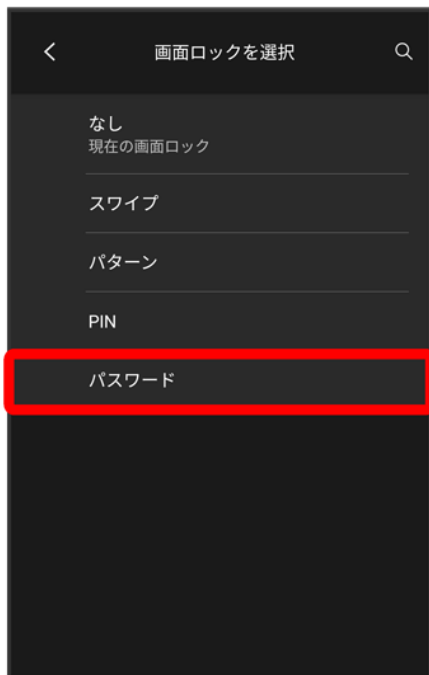 画面ロックを選択
なし
現在の画面ロック
スワイプ
パターン
PIN
パスワード